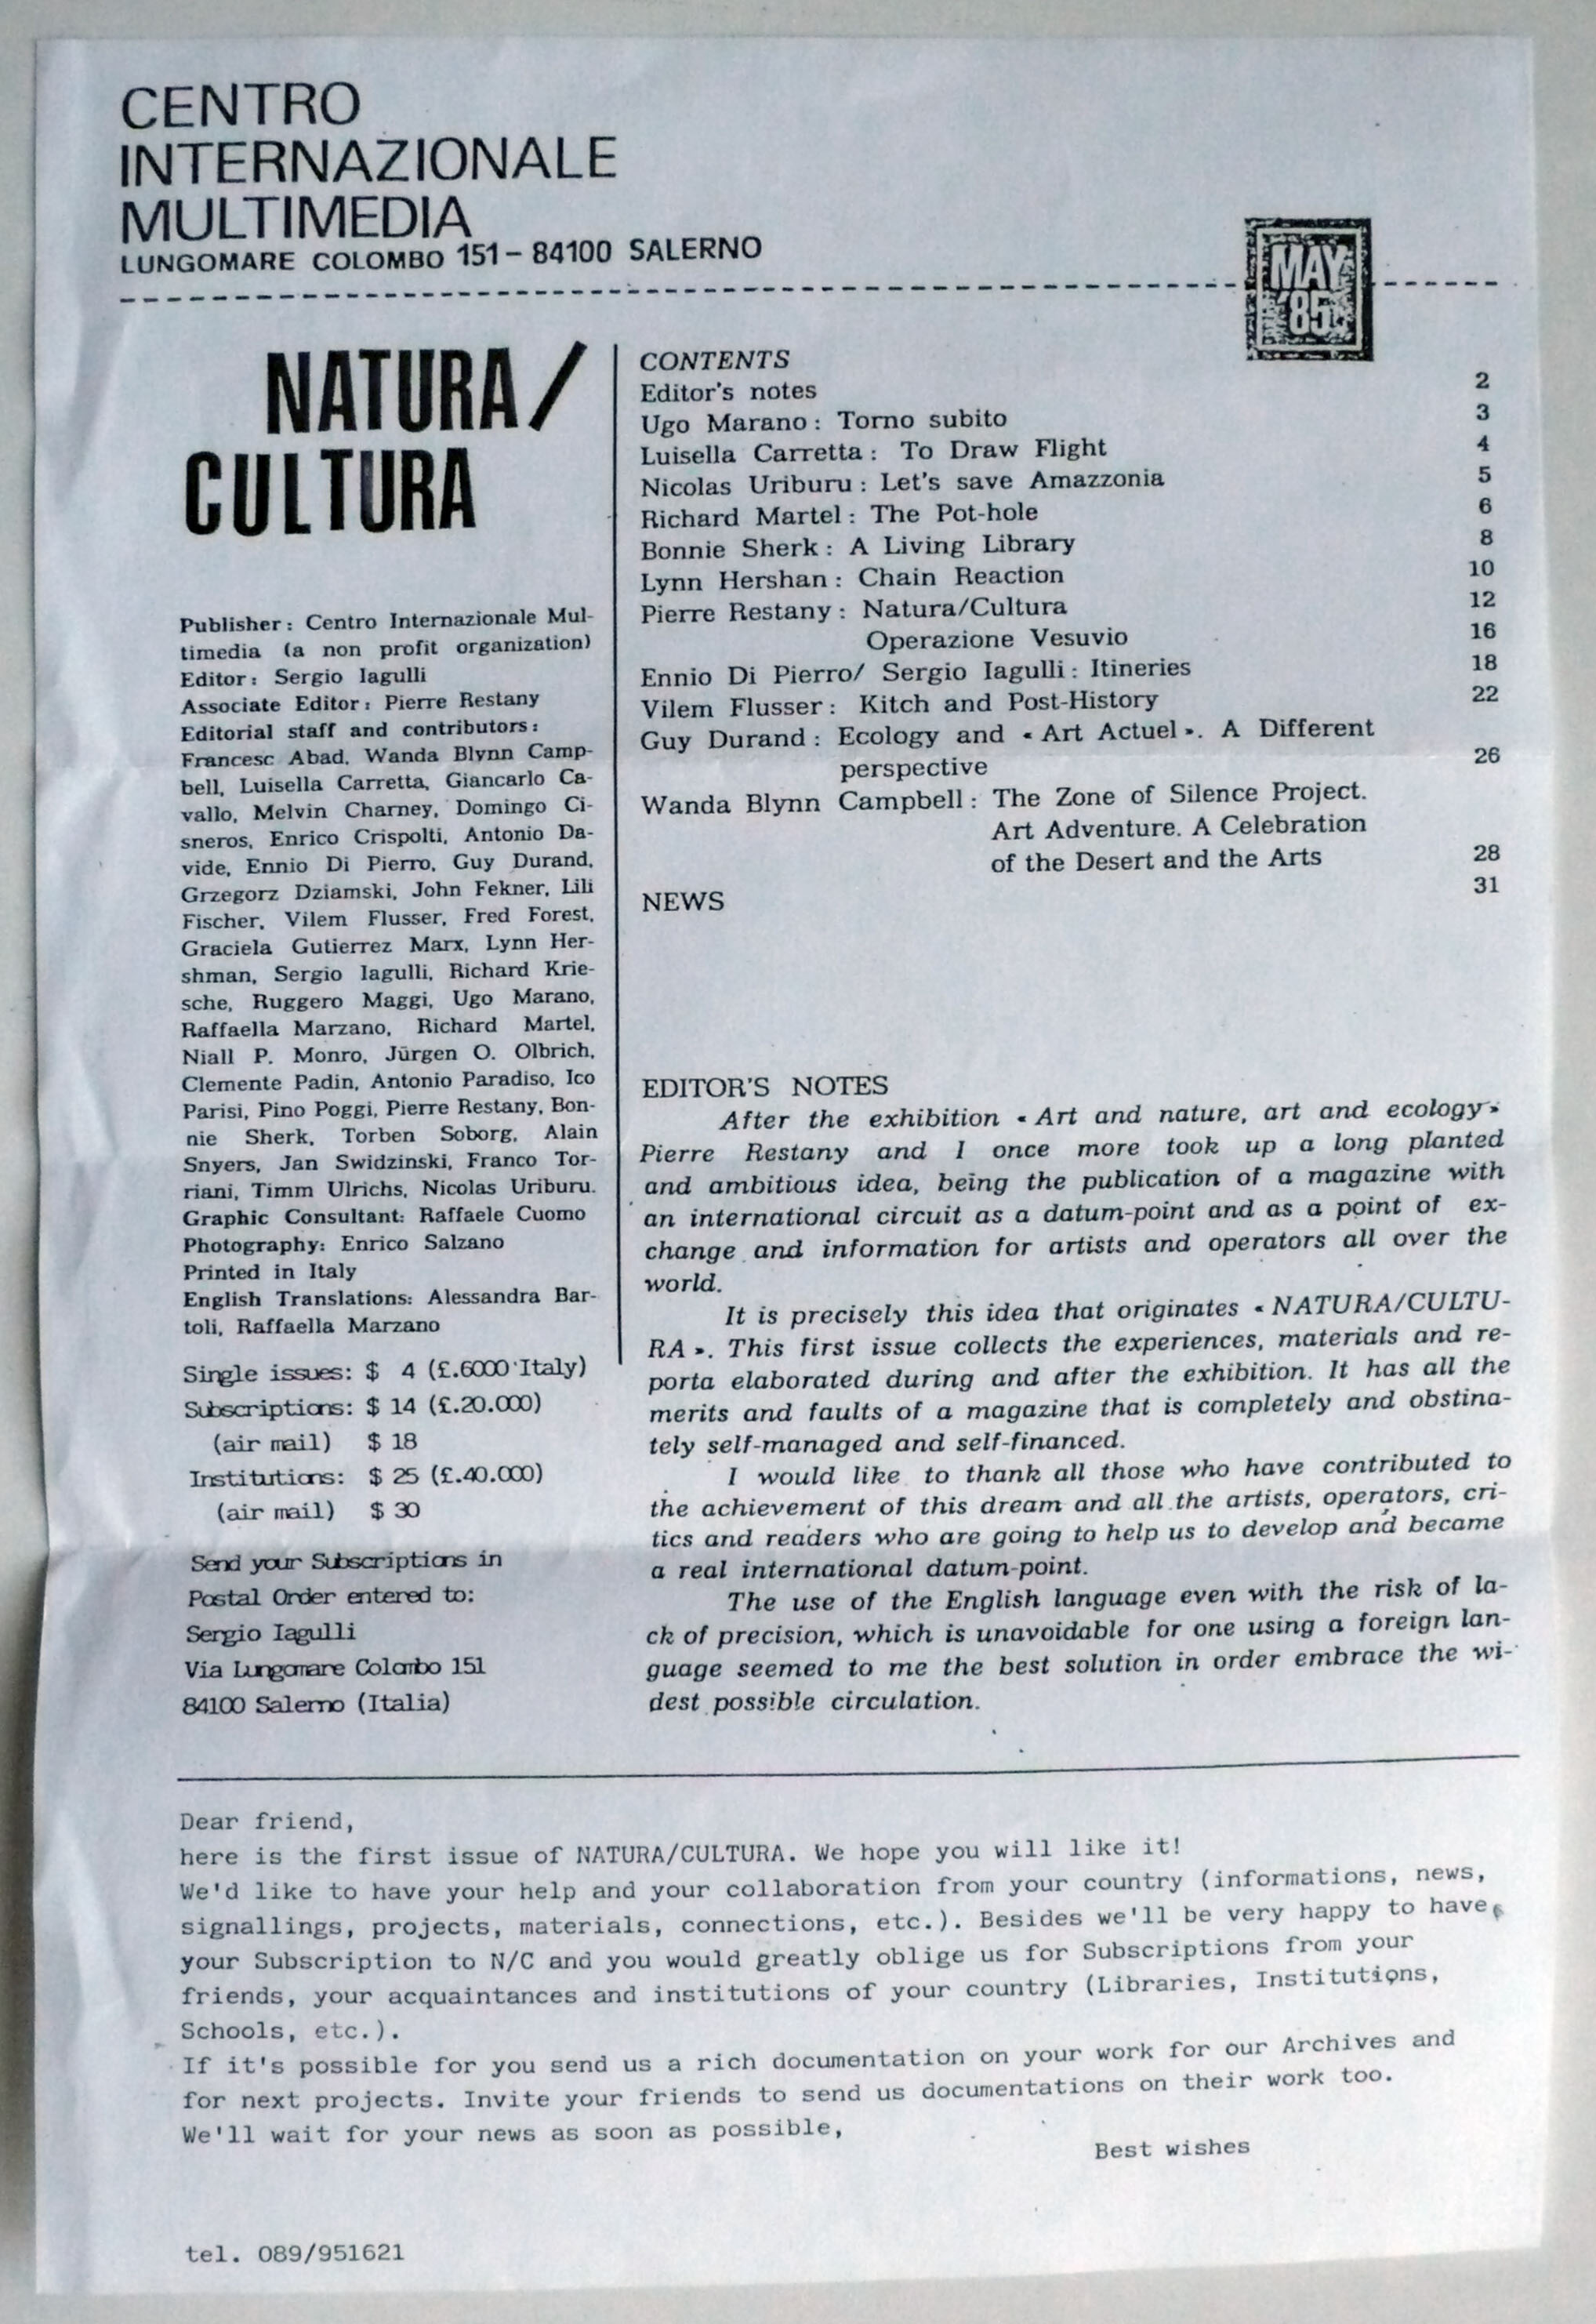 CENTRO
INTERNAZIONALE
MULTIMEDIA
LUNGOMARE COLOMBO 151 – 84100 SALERNO
MAY
'85
NATURA/
CULTURA
Publisher: Centro Internazionale Mul-
timedia (a non profit organization)
Editor: Sergio Iagulli
Associate Editor: Pierre Restany
Editorial staff and contributors:
Francesc Abad, Wanda Blynn Camp-
bell, Luisella Carretta, Giancarlo Ca-
vallo, Melvin Charney, Domingo Ci-
sneros, Enrico Crispolti, Antonio Da-
vide, Ennio Di Pierro, Guy Durand,
Grzegorz Dziamski, John Fekner, Lili
Fischer, Vilem Flusser, Fred Forest,
Graciela Gutierrez Marx, Lynn Her-
shman, Sergio Iagulli, Richard Krie-
sche, Ruggero Maggi, Ugo Marano,
Raffaella Marzano, Richard Martel,
Niall P. Monro, Jürgen O. Olbrich,
Clemente Padin, Antonio Paradiso, Ico
Parisi, Pino Poggi, Pierre Restany, Bon-
nie Sherk, Torben Soborg, Alain
Snyers, Jan Swidzinski, Franco Tor-
riani, Timm Ulrichs, Nicolas Uriburu.
Graphic Consultant: Raffaele Cuomo
Photography: Enrico Salzano
Printed in Italy
English Translations: Alessandra Bar-
toli, Raffaella Marzano
Single issues: $ 4 (£.6000 Italy)
Subscriptions: $ 14 (£.20.000)
(air mail) $ 18
Institutions: $ 25 (£.40.000)
(air mail) $ 30
Send your Subscriptions in
Postal Order entered to:
Sergio Iagulli
Via Lungomare Colombo 151
84100 Salerno (Italia)
CONTENTS
Editor's notes 2
Ugo Marano: Torno subito 3
Luisella Carretta: To Draw Flight 4
Nicolas Uriburu: Let's save Amazzonia 5
Richard Martel: The Pot-hole 6
Bonnie Sherk: A Living Library 8
Lynn Hershan: Chain Reaction 10
Pierre Restany: Natura/Cultura 12
Operazione Vesuvio 16
Ennio Di Pierro/ Sergio Iagulli: Itineries 18
Vilem Flusser: Kitch and Post-History 22
Guy Durand: Ecology and « Art Actuel ». A Different
perspective 26
Wanda Blynn Campbell: The Zone of Silence Project.
Art Adventure. A Celebration
of the Desert and the Arts 28
NEWS 31
EDITOR'S NOTES
After the exhibition « Art and nature, art and ecology»
Pierre Restany and I once more took up a long planted
and ambitious idea, being the publication of a magazine with
an international circuit as a datum-point and as a point of ex-
change and information for artists and operators all over the
world.
It is precisely this idea that originates « NATURA/CULTU-
RA ». This first issue collects the experiences, materials and re-
porta elaborated during and after the exhibition. It has all the
merits and faults of a magazine that is completely and obstina-
tely self-managed and self-financed.
I would like to thank all those who have contributed to
the achievement of this dream and all the artists, operators, cri-
tics and readers who are going to help us to develop and became
a real international datum-point.
The use of the English language even with the risk of la-
ck of precision, which is unavoidable for one using a foreign lan-
guage seemed to me the best solution in order embrace the wi-
dest possible circulation.
Dear friend,
here is the first issue of NATURA/CULTURA. We hope you will like it!
We'd like to have your help and your collaboration from your country (informations, news,
signallings, projects, materials, connections, etc.). Besides we'll be very happy to have
your Subscription to N/C and you would greatly oblige us for Subscriptions from your
friends, your acquaintances and institutions of your country (Libraries, Institutions,
Schools, etc.).
If it's possible for you send us a rich documentation on your work for our Archives and
for next projects. Invite your friends to send us documentations on their work too.
We'll wait for your news as soon as possible,
Best wishes
tel. 089/951621